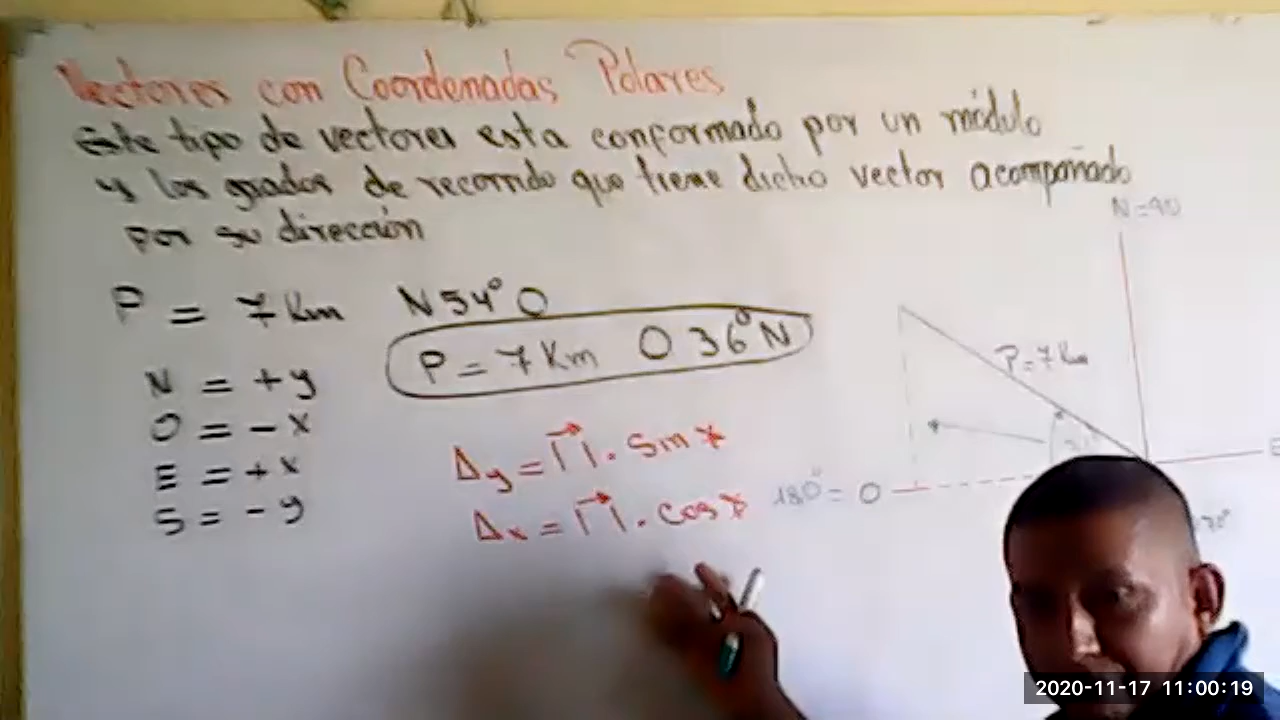 Vectores con Coordenadas Polares
Este tipo de vectores esta conformado por un módulo
y los grados de recorrido que tiene dicho vector acompañado
por su dirección
P = 7 Km N54°O
P = 7 Km O 36°N
N = +y
O = -x
E = +x
S = -y
Δy = M. sin
Δx = M. cos
N = 90
P = 7 Km
180° = O
E
2020-11-17 11:00:19